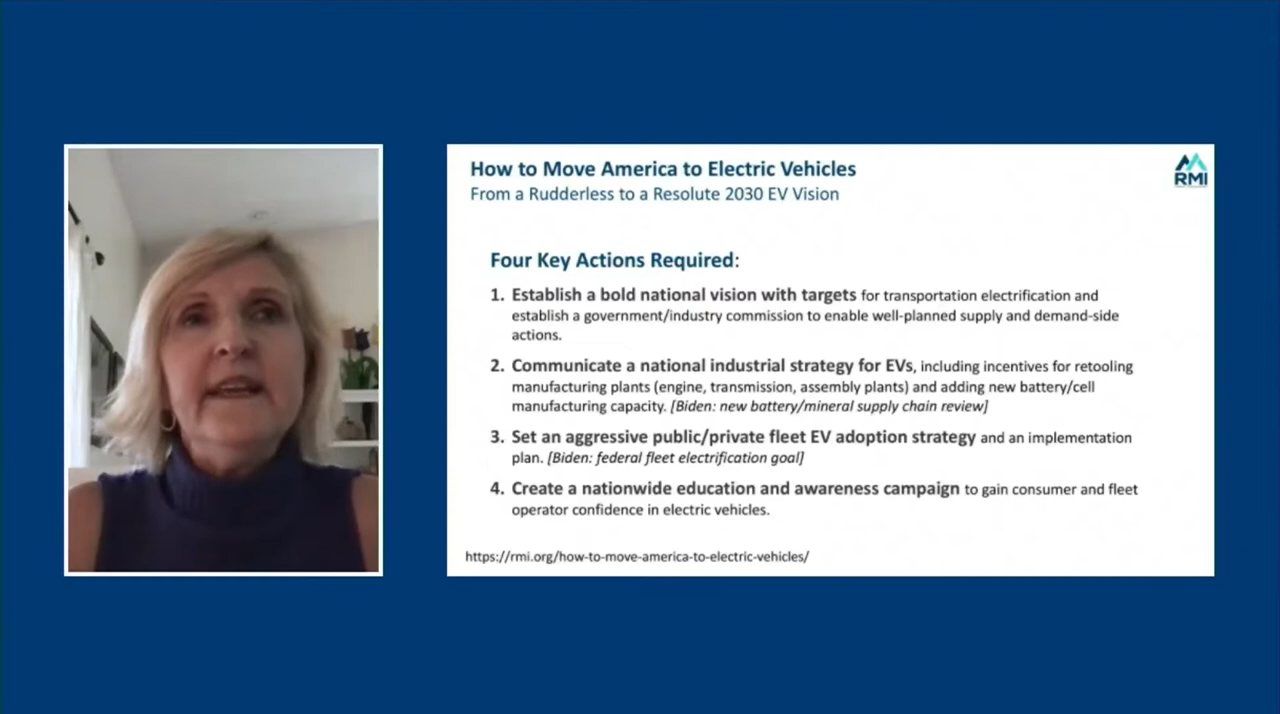 How to Move America to Electric Vehicles
From a Rudderless to a Resolute 2030 EV Vision
RMI
Four Key Actions Required:
1. Establish a bold national vision with targets for transportation electrification and
establish a government/industry commission to enable well-planned supply and demand-side
actions.
2. Communicate a national industrial strategy for EVs, including incentives for retooling
manufacturing plants (engine, transmission, assembly plants) and adding new battery/cell
manufacturing capacity. [Biden: new battery/mineral supply chain review]
3. Set an aggressive public/private fleet EV adoption strategy and an implementation
plan. [Biden: federal fleet electrification goal]
4. Create a nationwide education and awareness campaign to gain consumer and fleet
operator confidence in electric vehicles.
https://rmi.org/how-to-move-america-to-electric-vehicles/